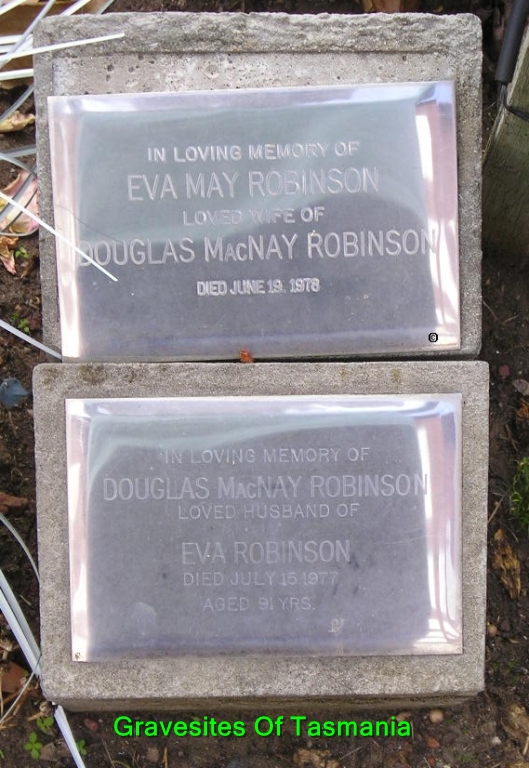 IN LOVING MEMORY OF
EVA MAY ROBINSON
LOVED WIFE OF
DOUGLAS MacNAY ROBINSON
DIED JUNE 19. 1978
©
IN LOVING MEMORY OF
DOUGLAS MacNAY ROBINSON
LOVED HUSBAND OF
EVA ROBINSON
DIED JULY 15 1977
AGED 91 YRS.
Gravesites Of Tasmania